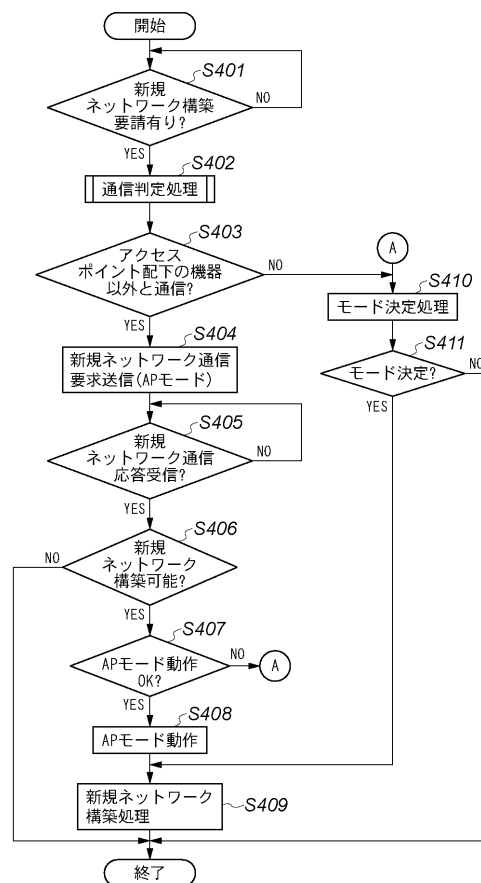 開始
S401
新規
ネットワーク構築
要請有り?
NO
YES
S402
通信判定処理
S403
アクセス
ポイント配下の機器
以外と通信?
NO
YES
A
S410
モード決定処理
S411
モード決定?
NO
YES
S404
新規ネットワーク通信
要求送信(APモード)
S405
新規
ネットワーク通信
応答受信?
NO
YES
S406
新規
ネットワーク
構築可能?
NO
YES
S407
APモード動作
OK?
NO
A
YES
S408
APモード動作
新規ネットワーク
構築処理
S409
終了